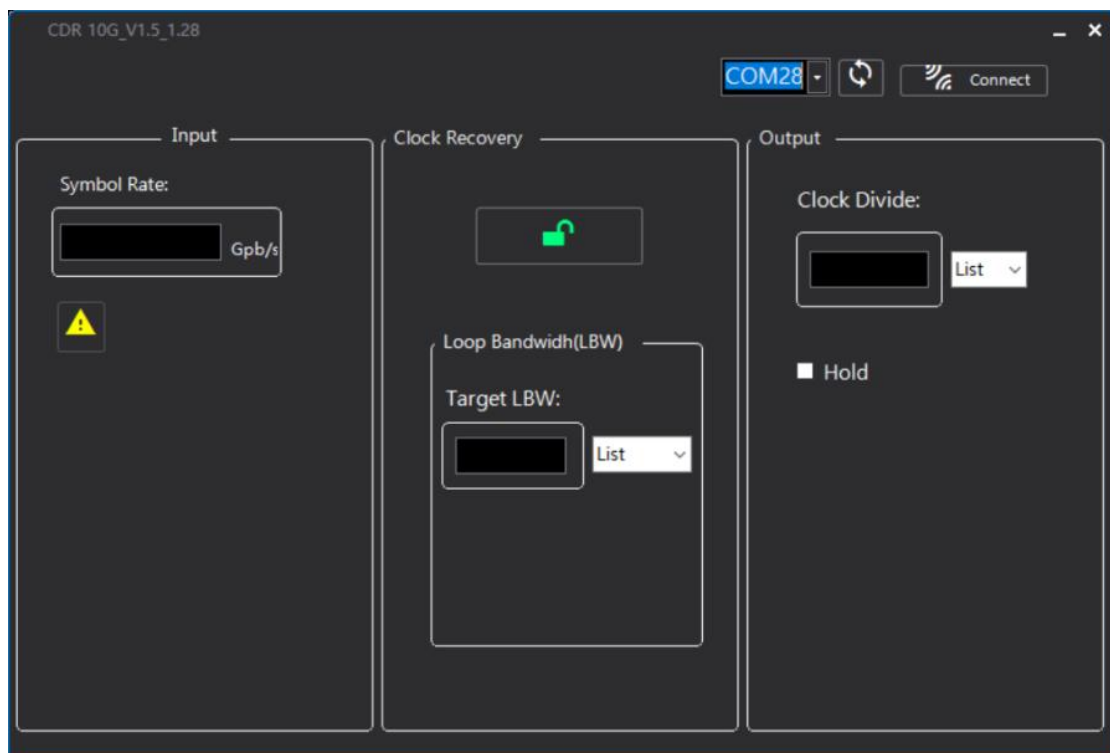 CDR 10G_V1.5_1.28
COM28
Connect
Input
Symbol Rate:
Gpb/s
Clock Recovery
Loop Bandwidh(LBW)
Target LBW:
List
Output
Clock Divide:
List
Hold